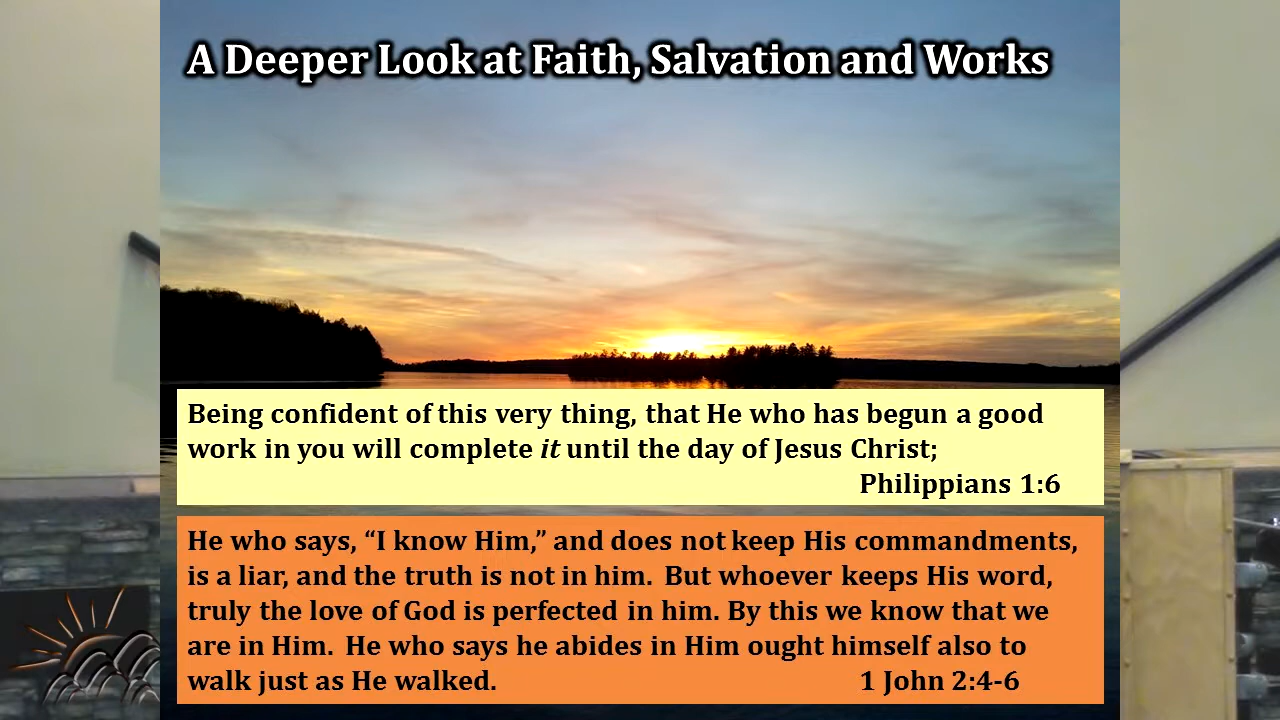 A Deeper Look at Faith, Salvation and Works
Being confident of this very thing, that He who has begun a good
work in you will complete it until the day of Jesus Christ;
Philippians 1:6
He who says, “I know Him,” and does not keep His commandments,
is a liar, and the truth is not in him. But whoever keeps His word,
truly the love of God is perfected in him. By this we know that we
are in Him. He who says he abides in Him ought himself also to
walk just as He walked. 1 John 2:4-6